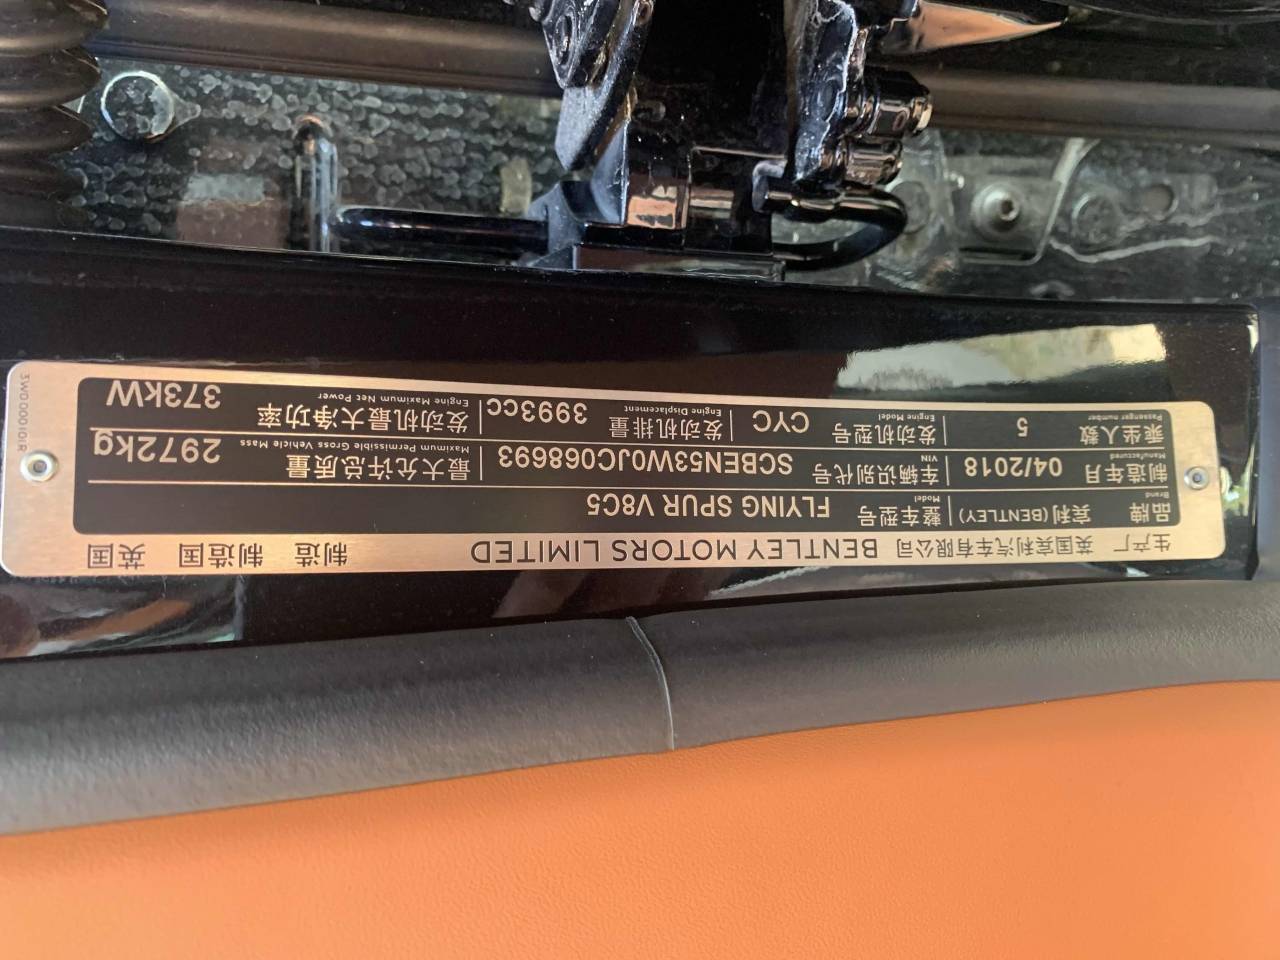 生产厂 英国宾利汽车有限公司 BENTLEY MOTORS LIMITED 制造 制造国 英国
品牌 Brand 宾利 (BENTLEY) 整车型号 Model FLYING SPUR V8C5
制造年月 Manufactured 04/2018 车辆识别代号 VIN SCBEN53W0JC068693 最大允许总质量 Maximum Permissible Gross Vehicle Mass 2972kg
乘坐人数 Passenger number 5 发动机型号 Engine Model CYC 发动机排量 Engine Displacement 3993cc 发动机最大净功率 Engine Maximum Net Power 373kW
3W0 000 101R